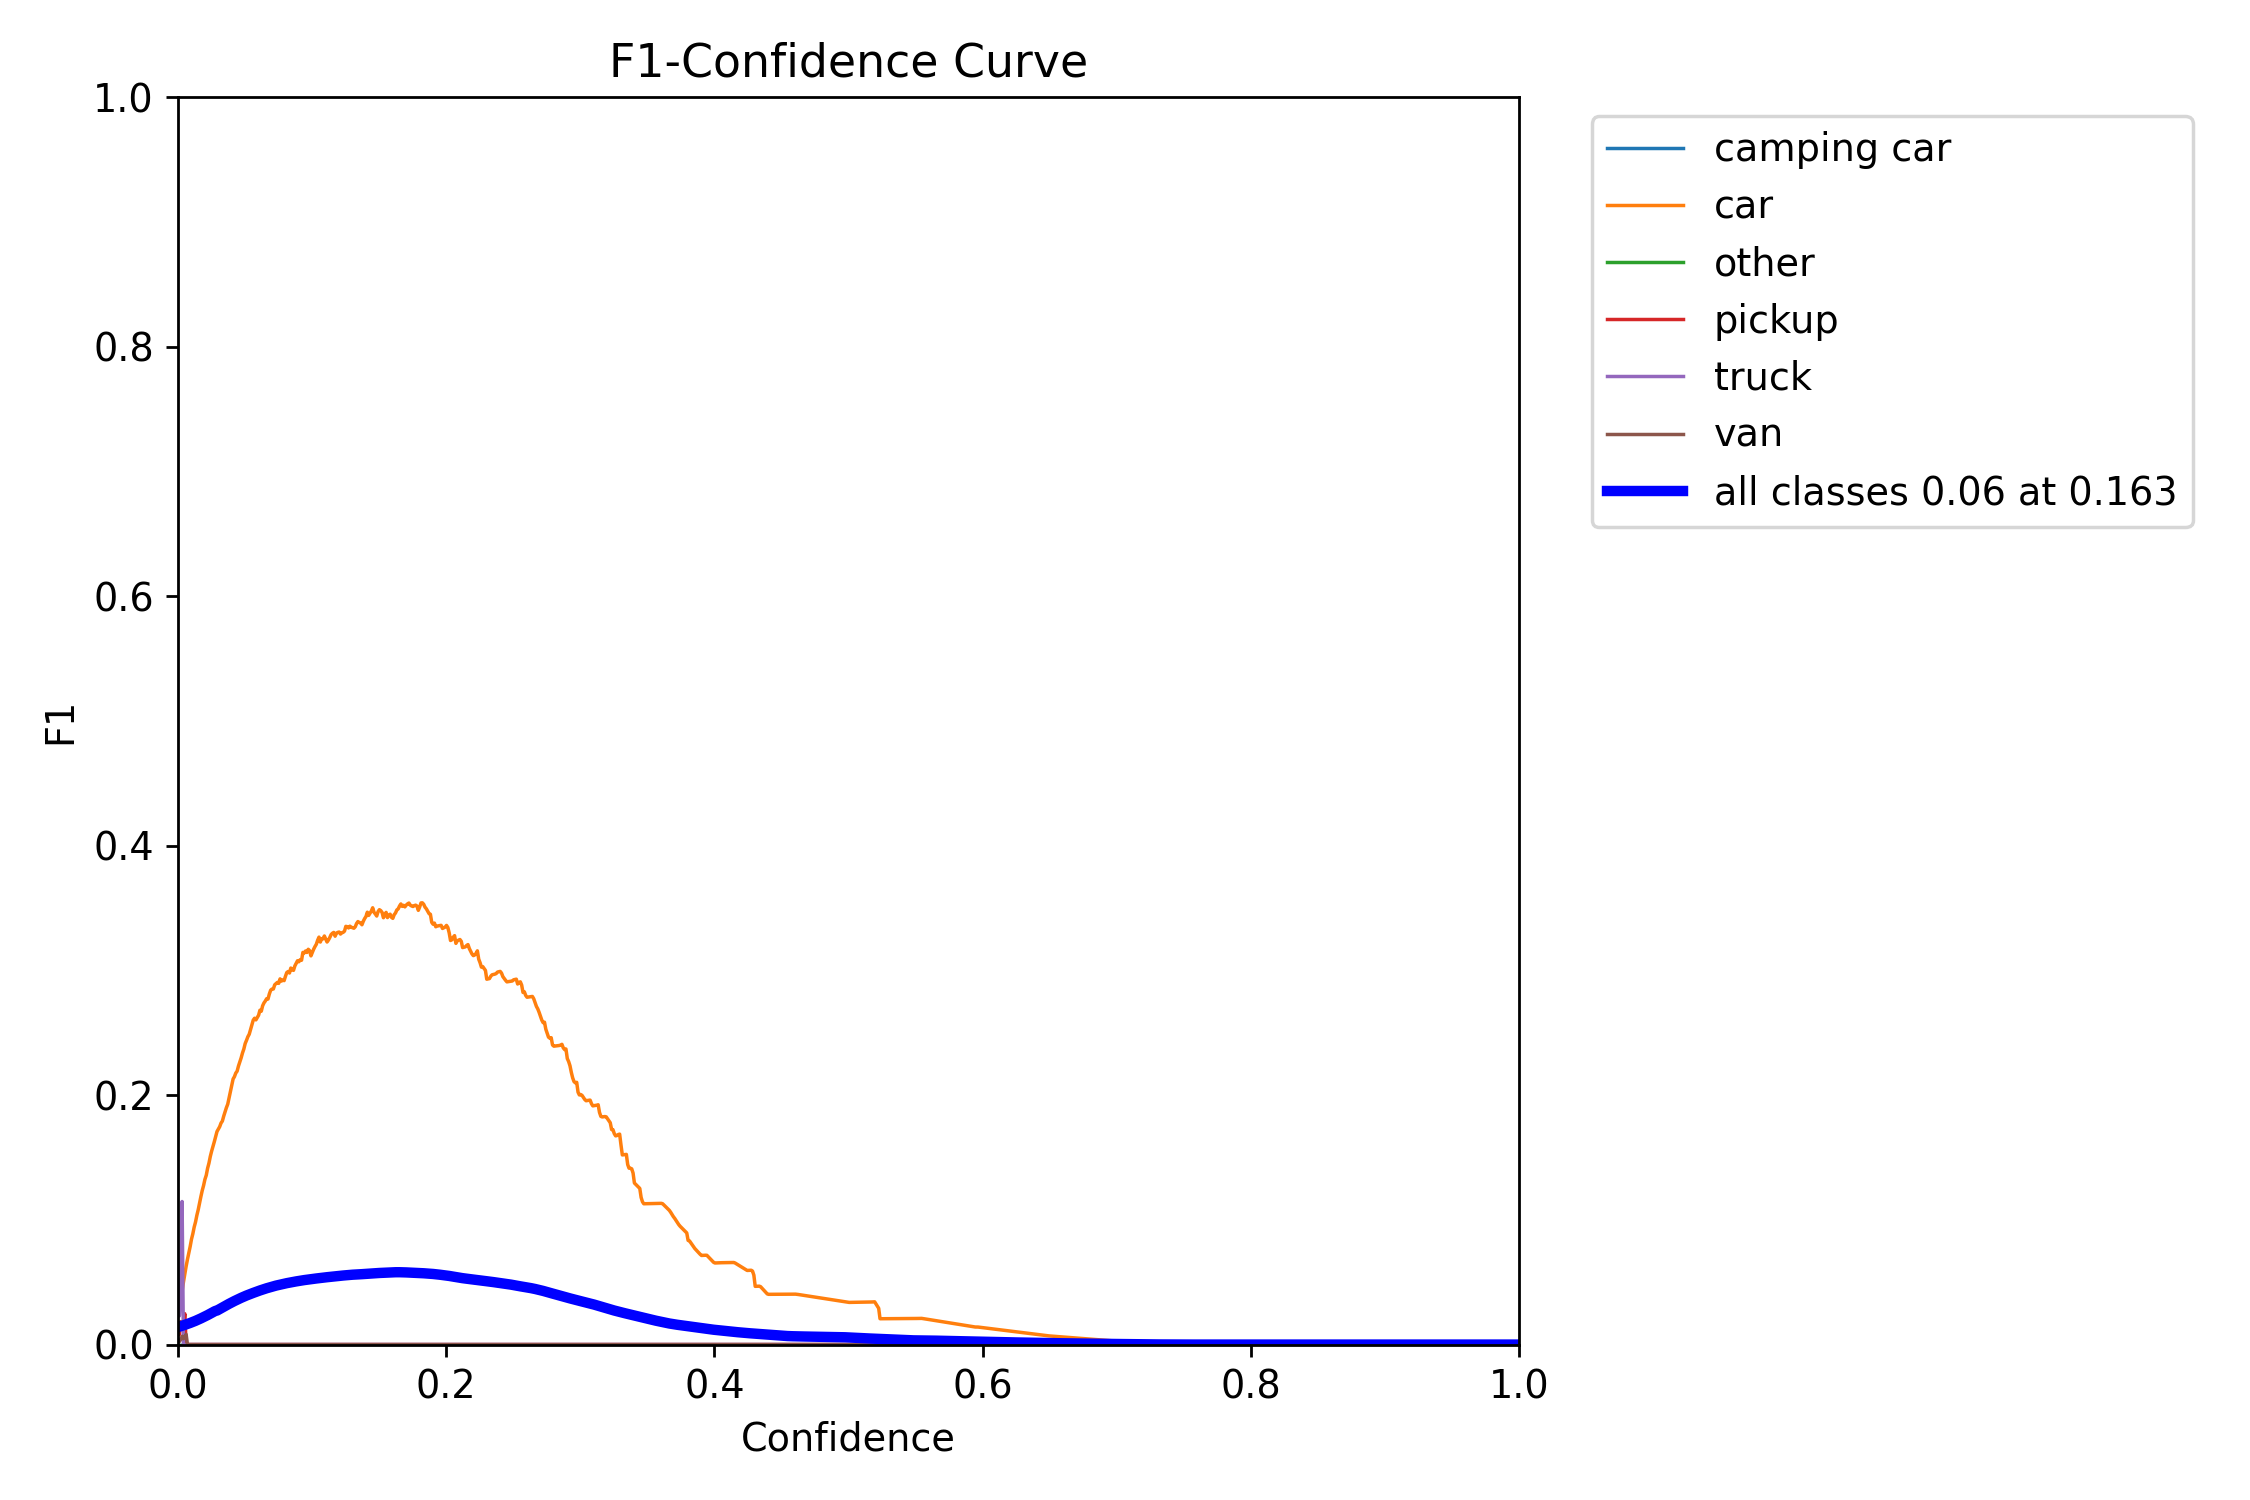 F1-Confidence Curve
1.0
0.8
0.6
0.4
0.2
0.0
F1
0.0 0.2 0.4 0.6 0.8 1.0
Confidence
camping car
car
other
pickup
truck
van
all classes 0.06 at 0.163